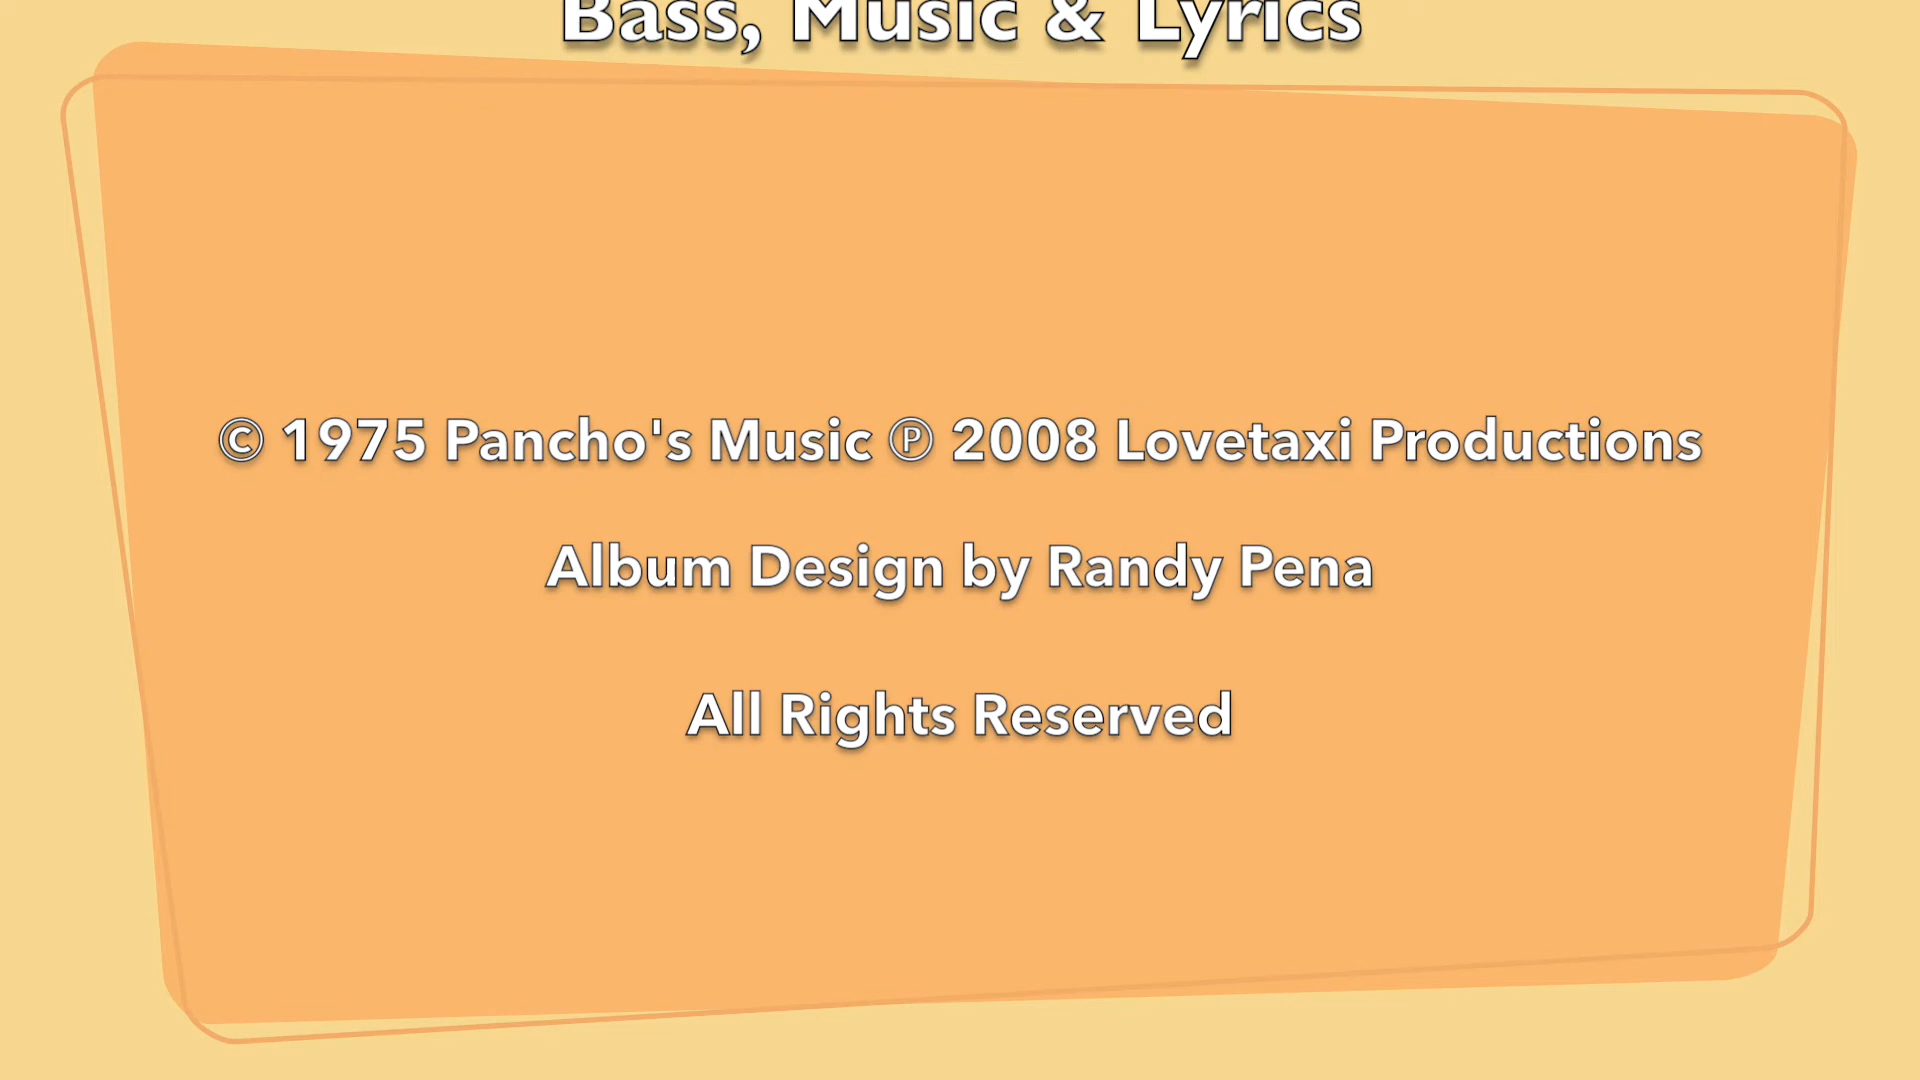 Bass, Music & Lyrics
© 1975 Pancho's Music ℗ 2008 Lovetaxi Productions
Album Design by Randy Pena
All Rights Reserved